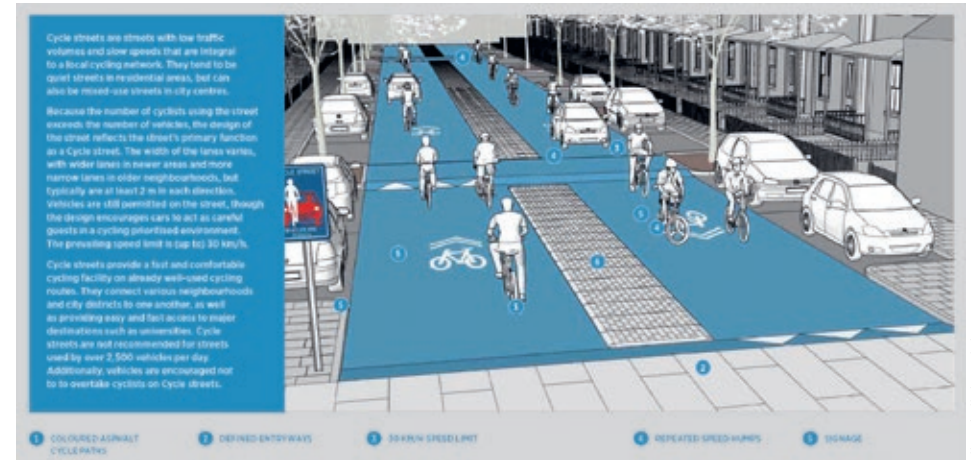 Cycle streets are streets with low traffic
volumes and slow speeds that are integral
to a local cycling network. They tend to be
quiet streets in residential areas, but can
also be mixed-use streets in city centres.
Because the number of cyclists using the street
exceeds the number of vehicles, the design of
the street reflects the street's primary function
as a Cycle street. The width of the lanes varies,
with wider lanes in newer areas and more
narrow lanes in older neighbourhoods, but
typically are at least 2 m in each direction.
Vehicles are still permitted on the street, though
the design encourages cars to act as careful
guests in a cycling prioritised environment.
The prevailing speed limit is (up to) 30 km/h.
Cycle streets provide a fast and comfortable
cycling facility on already well-used cycling
routes. They connect various neighbourhoods
and city districts to one another, as well
as providing easy and fast access to major
destinations such as universities. Cycle
streets are not recommended for streets
used by over 2,500 vehicles per day.
Additionally, vehicles are encouraged not
to to overtake cyclists on Cycle streets.
CYCLE STREET
2
1 COLOURED ASPHALT
CYCLE PATHS
2 DEFINED ENTRYWAYS
3 30 KM/H SPEED LIMIT
4 REPEATED SPEED HUMPS
5 SIGNAGE